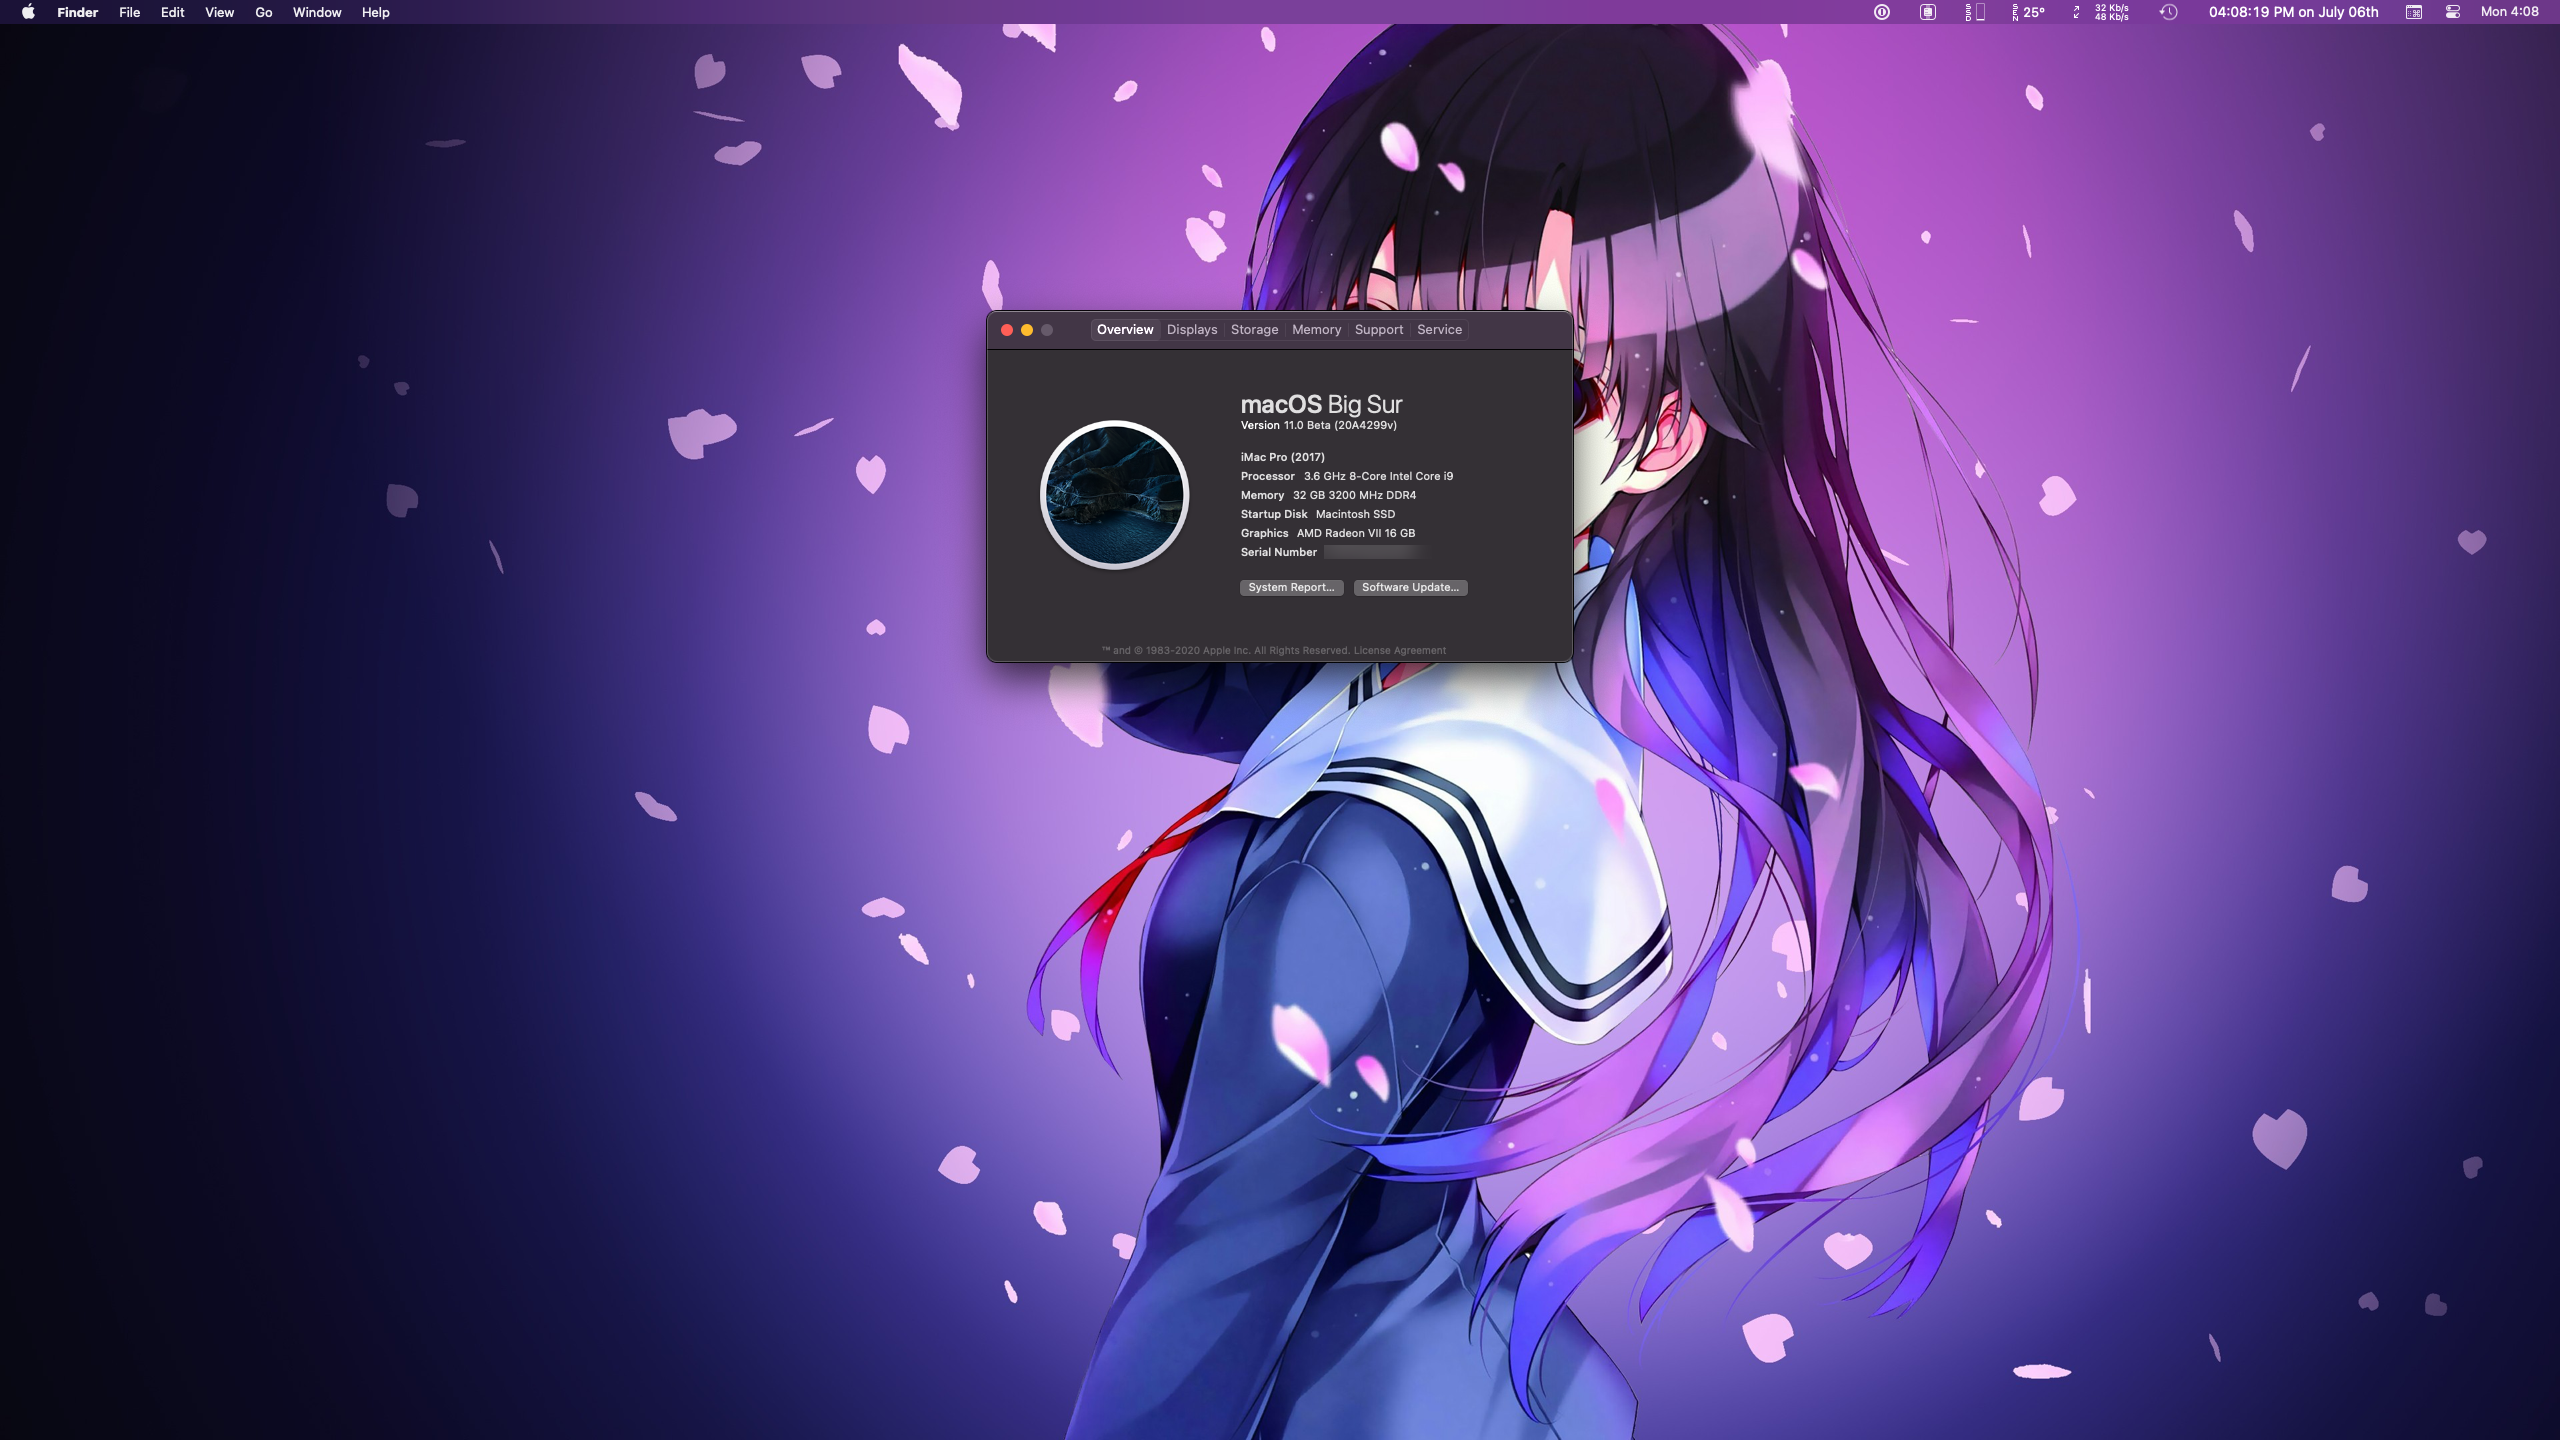 Finder File Edit View Go Window Help
SSD SEN 25° 32 Kb/s 48 Kb/s 04:08:19 PM on July 06th Mon 4:08
Overview Displays Storage Memory Support Service
macOS Big Sur
Version 11.0 Beta (20A4299v)
iMac Pro (2017)
Processor 3.6 GHz 8-Core Intel Core i9
Memory 32 GB 3200 MHz DDR4
Startup Disk Macintosh SSD
Graphics AMD Radeon VII 16 GB
Serial Number
System Report... Software Update...
™ and © 1983-2020 Apple Inc. All Rights Reserved. License Agreement